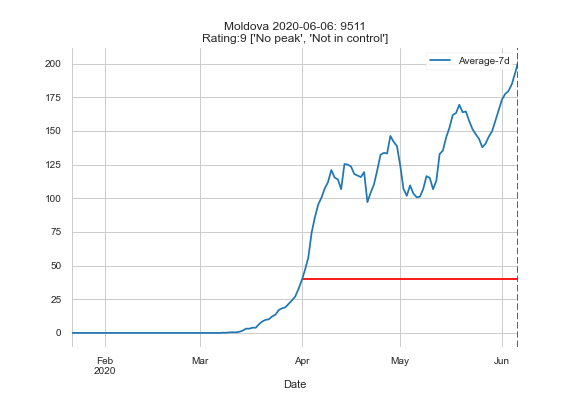 Moldova 2020-06-06: 9511
Rating:9 ['No peak', 'Not in control']
Average-7d
200
175
150
125
100
75
50
25
0
Feb
2020
Mar
Apr
May
Jun
Date